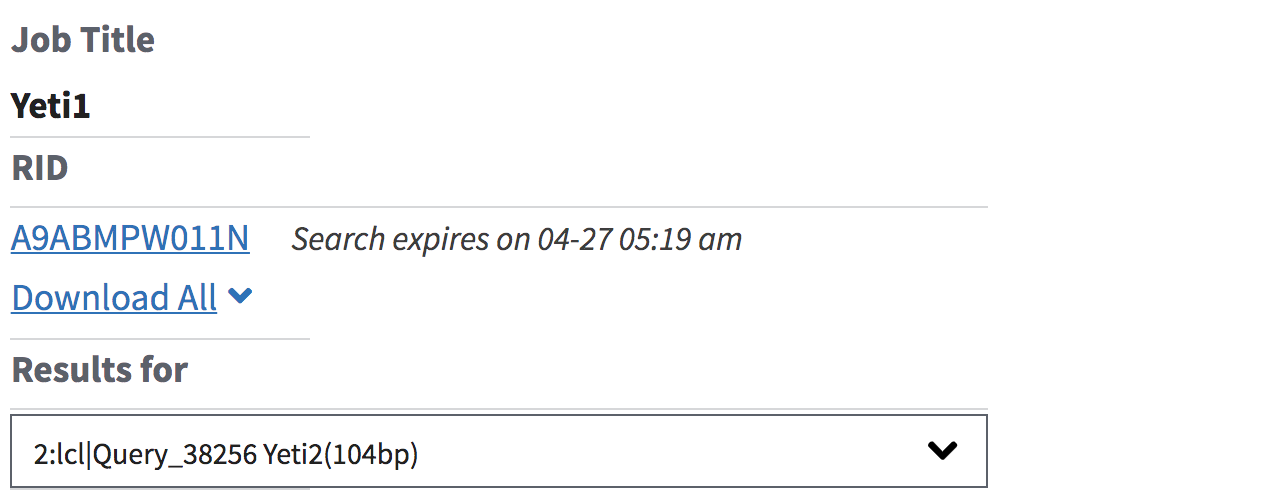 Job Title
Yeti1
RID
A9ABMPW011N Search expires on 04-27 05:19 am
Download All
Results for
2:lcl|Query_38256 Yeti2(104bp)